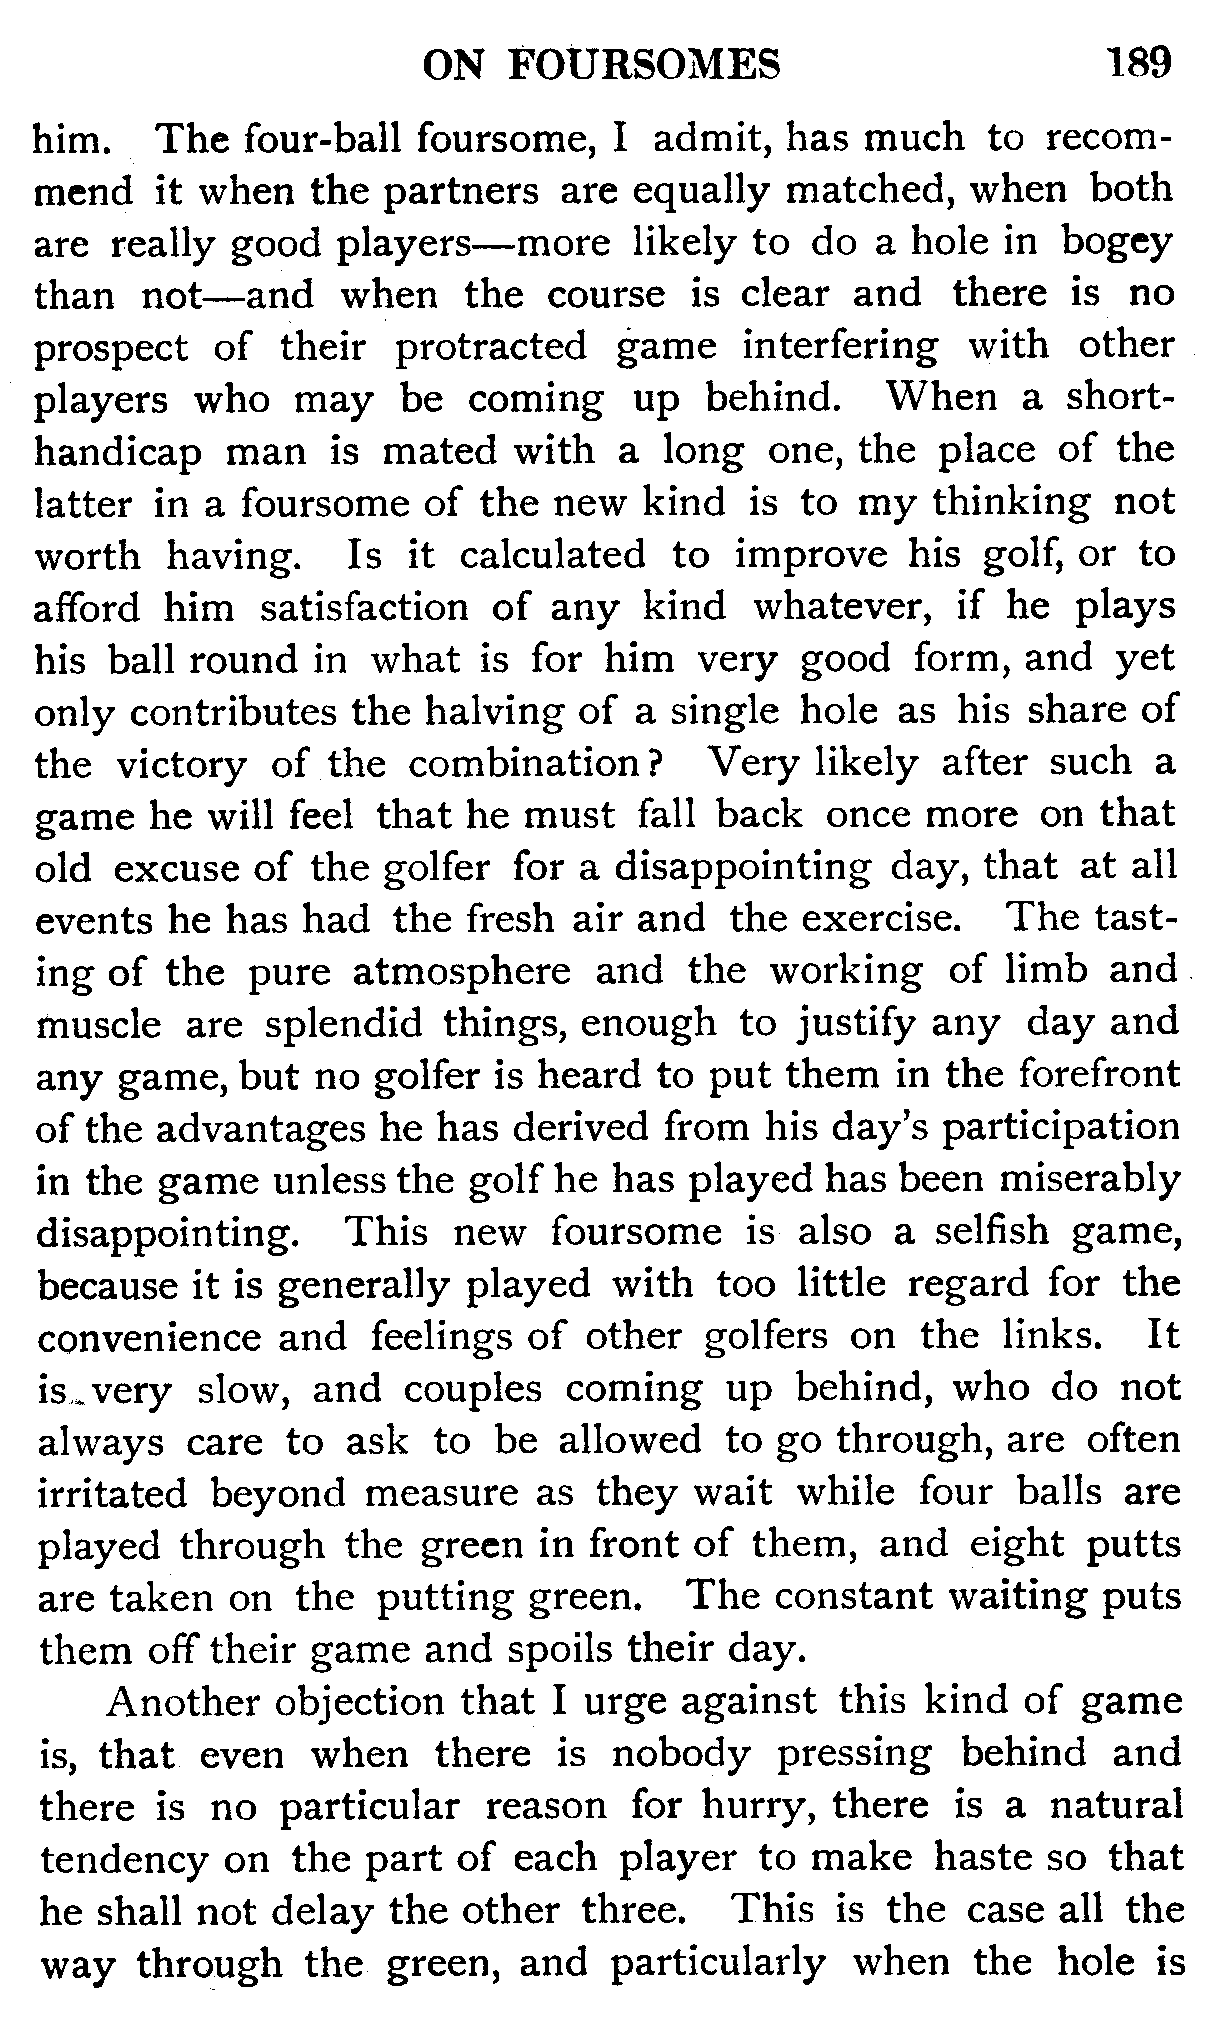 ON FOURSOMES 189
him. The four-ball foursome, I admit, has much to recom-
mend it when the partners are equally matched, when both
are really good players—more likely to do a hole in bogey
than not—and when the course is clear and there is no
prospect of their protracted game interfering with other
players who may be coming up behind. When a short-
handicap man is mated with a long one, the place of the
latter in a foursome of the new kind is to my thinking not
worth having. Is it calculated to improve his golf, or to
afford him satisfaction of any kind whatever, if he plays
his ball round in what is for him very good form, and yet
only contributes the halving of a single hole as his share of
the victory of the combination? Very likely after such a
game he will feel that he must fall back once more on that
old excuse of the golfer for a disappointing day, that at all
events he has had the fresh air and the exercise. The tast-
ing of the pure atmosphere and the working of limb and
muscle are splendid things, enough to justify any day and
any game, but no golfer is heard to put them in the forefront
of the advantages he has derived from his day's participation
in the game unless the golf he has played has been miserably
disappointing. This new foursome is also a selfish game,
because it is generally played with too little regard for the
convenience and feelings of other golfers on the links. It
is very slow, and couples coming up behind, who do not
always care to ask to be allowed to go through, are often
irritated beyond measure as they wait while four balls are
played through the green in front of them, and eight putts
are taken on the putting green. The constant waiting puts
them off their game and spoils their day.
Another objection that I urge against this kind of game
is, that even when there is nobody pressing behind and
there is no particular reason for hurry, there is a natural
tendency on the part of each player to make haste so that
he shall not delay the other three. This is the case all the
way through the green, and particularly when the hole is